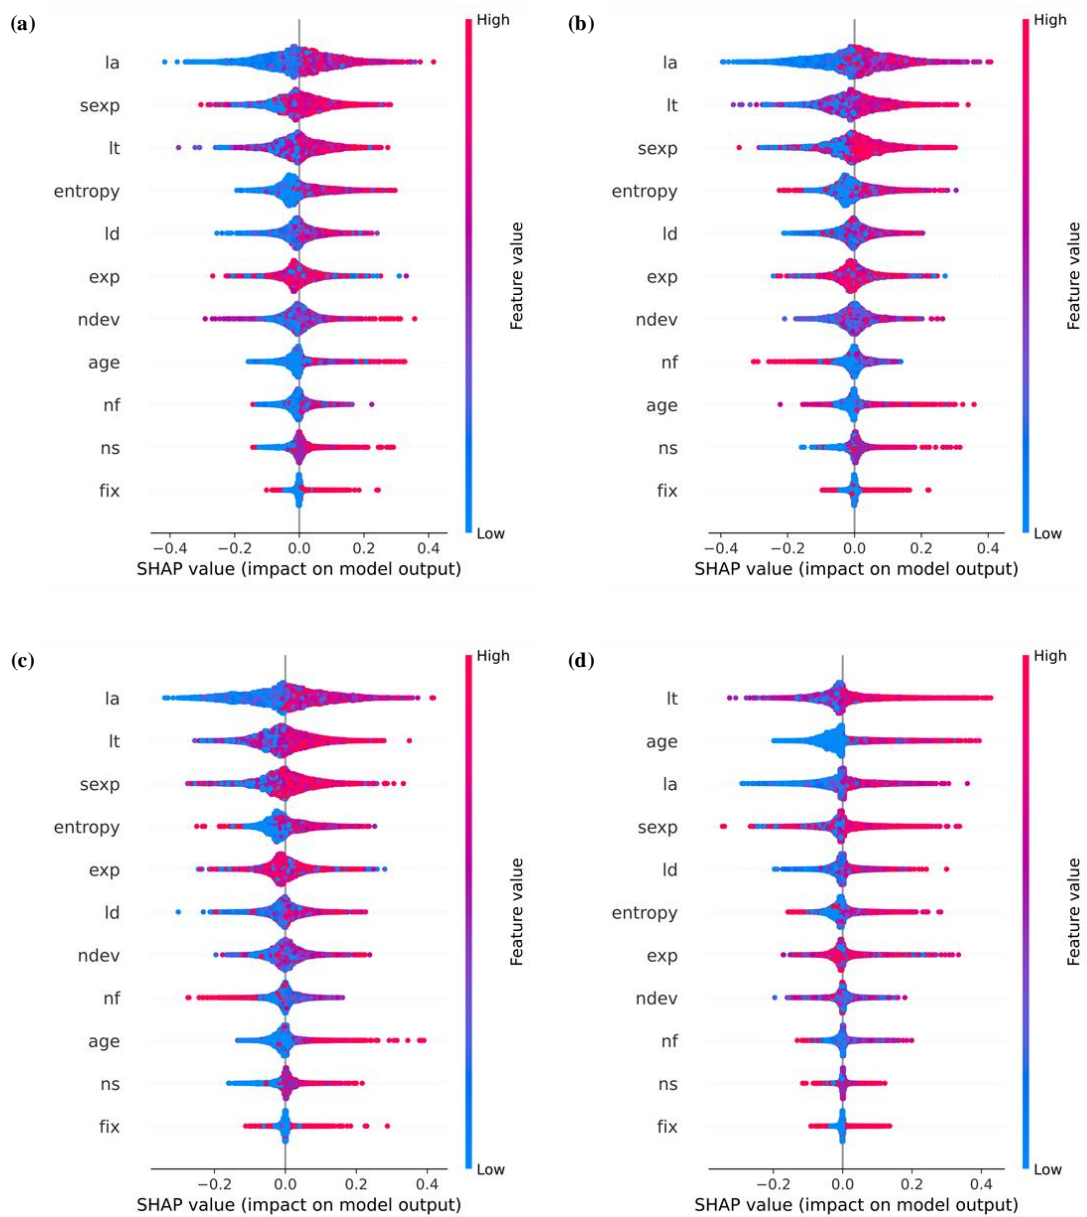 (a)
High
la
sexp
lt
entropy
ld
exp
ndev
age
nf
ns
fix
Feature value
Low
−0.4 −0.2 0.0 0.2 0.4
SHAP value (impact on model output)
(b)
High
la
lt
sexp
entropy
ld
exp
ndev
nf
age
ns
fix
Feature value
Low
−0.4 −0.2 0.0 0.2 0.4
SHAP value (impact on model output)
(c)
High
la
lt
sexp
entropy
exp
ld
ndev
nf
age
ns
fix
Feature value
Low
−0.2 0.0 0.2 0.4
SHAP value (impact on model output)
(d)
High
lt
age
la
sexp
ld
entropy
exp
ndev
nf
ns
fix
Feature value
Low
−0.2 0.0 0.2 0.4
SHAP value (impact on model output)